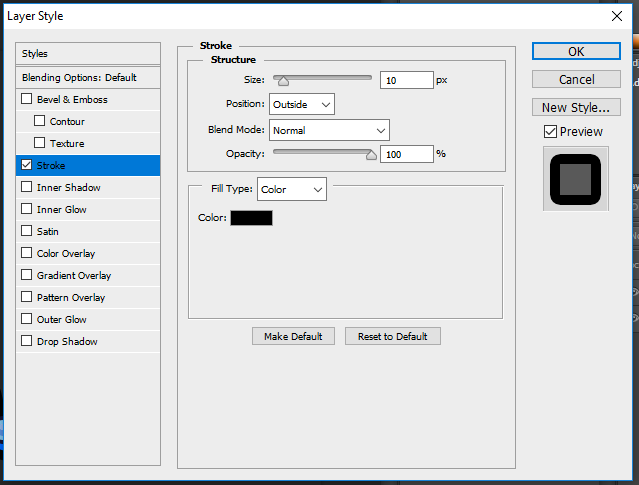 Layer Style
Styles
Blending Options: Default
Bevel & Emboss
Contour
Texture
Stroke
Inner Shadow
Inner Glow
Satin
Color Overlay
Gradient Overlay
Pattern Overlay
Outer Glow
Drop Shadow
Stroke
Structure
Size: 10 px
Position: Outside
Blend Mode: Normal
Opacity: 100 %
Fill Type: Color
Color:
Make Default Reset to Default
OK
Cancel
New Style...
Preview